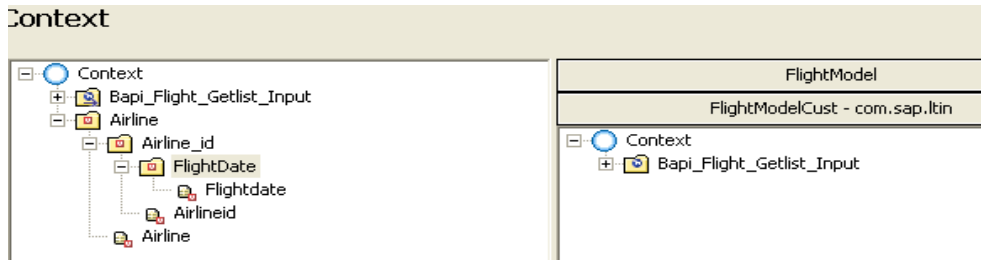 Context
Context
Bapi_Flight_Getlist_Input
Airline
Airline_id
FlightDate
Flightdate
Airlineid
Airline
FlightModel
FlightModelCust - com.sap.ltin
Context
Bapi_Flight_Getlist_Input